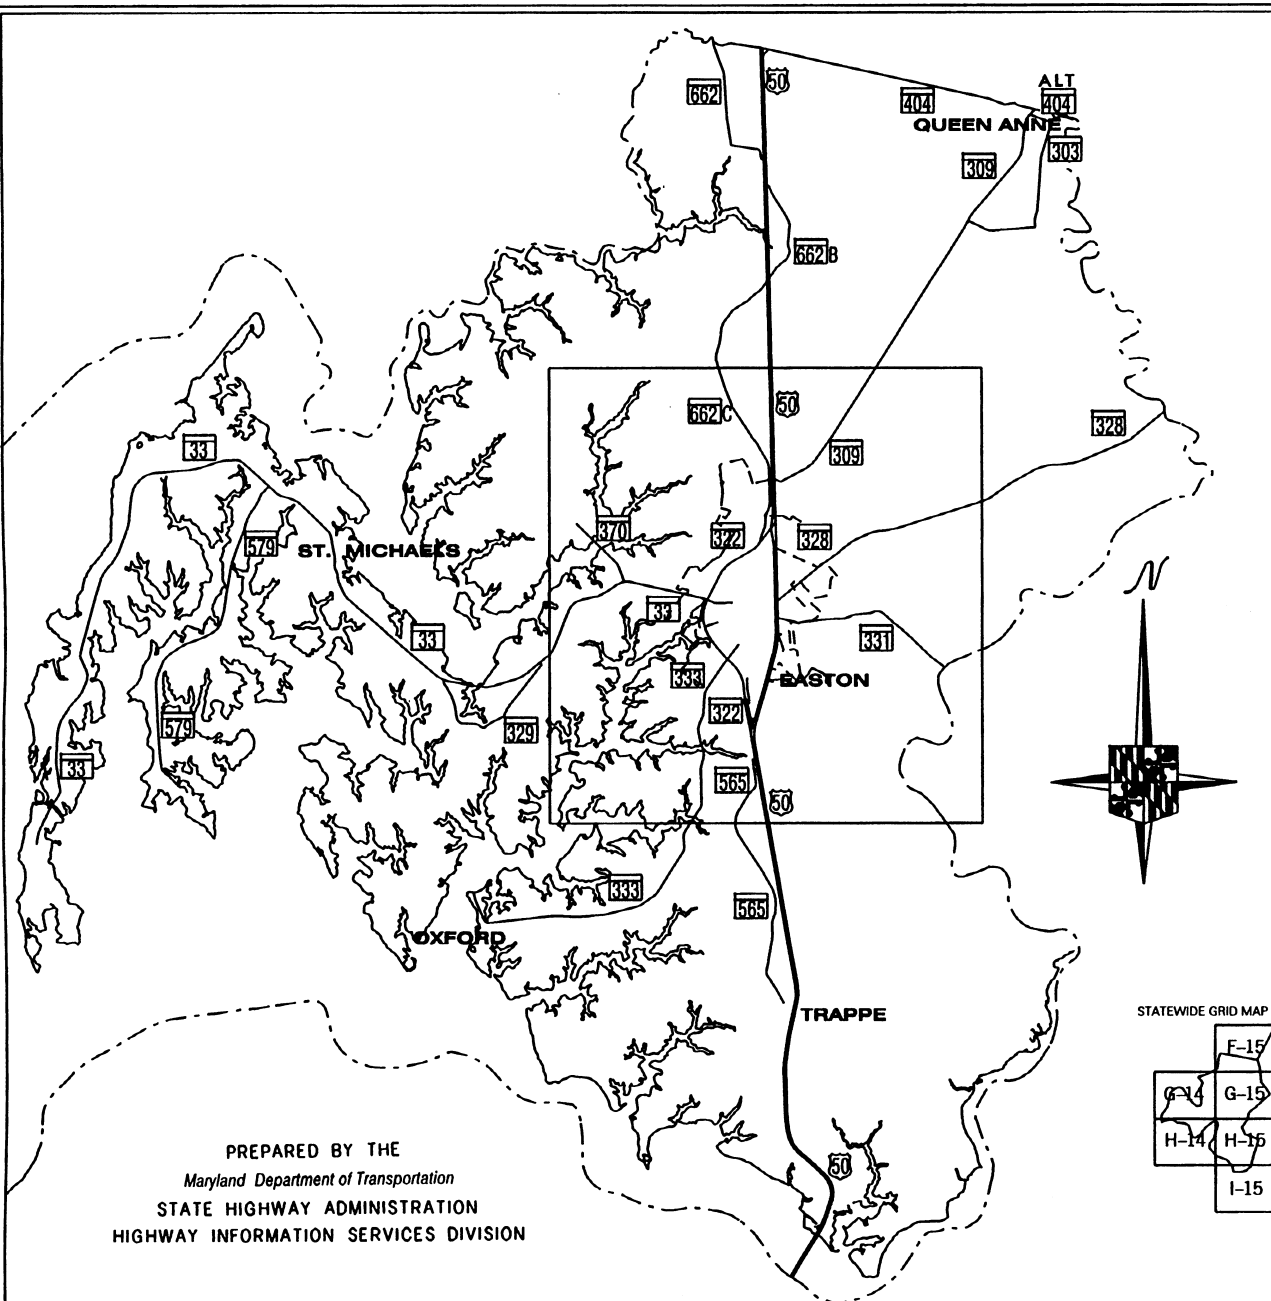 50
ALT
662
404
404
QUEEN ANNE
303
309
662B
662C
50
328
33
309
370
322
328
579
ST. MICHAELS
33
33
331
333
EASTON
322
579
329
33
565
50
333
565
OXFORD
TRAPPE
STATEWIDE GRID MAP
F-15
G-14
G-15
H-14
H-15
I-15
50
N
PREPARED BY THE
Maryland Department of Transportation
STATE HIGHWAY ADMINISTRATION
HIGHWAY INFORMATION SERVICES DIVISION